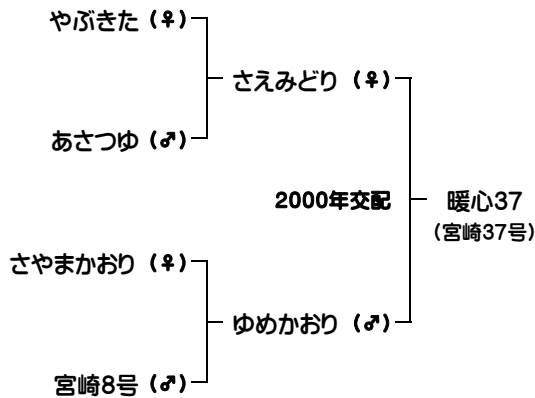 やぶきた (♀)
さえみどり (♀)
あさつゆ (♂)
2000年交配
暖心37
(宮崎37号)
さやまかおり (♀)
ゆめかおり (♂)
宮崎8号 (♂)